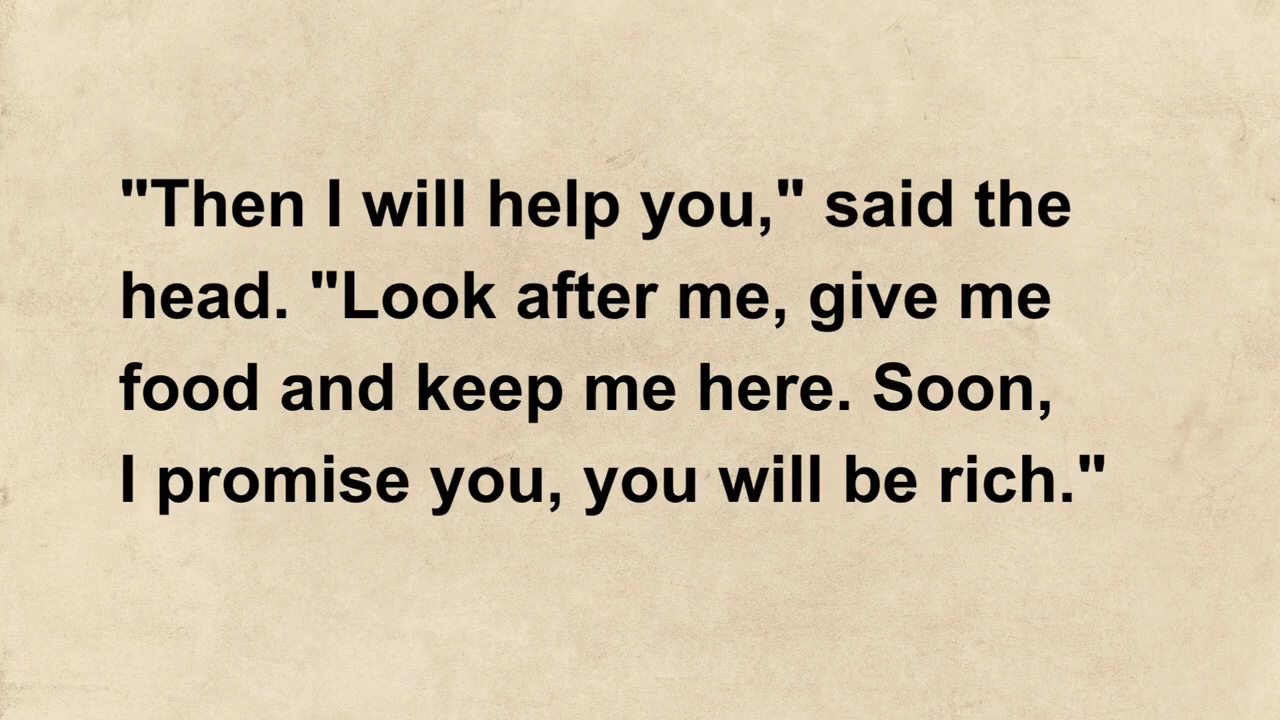 "Then I will help you," said the
head. "Look after me, give me
food and keep me here. Soon,
I promise you, you will be rich."